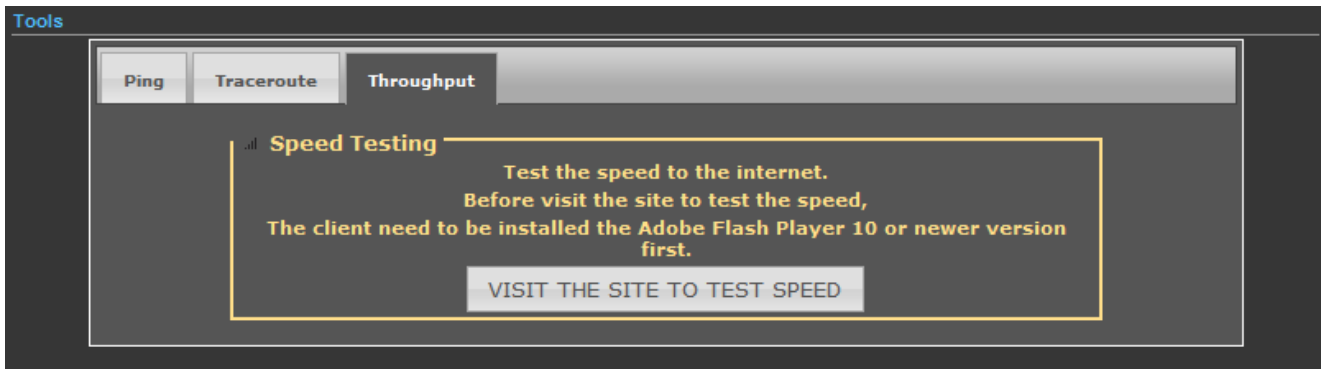 Tools
Ping Traceroute Throughput
Speed Testing
Test the speed to the internet.
Before visit the site to test the speed,
The client need to be installed the Adobe Flash Player 10 or newer version
first.
VISIT THE SITE TO TEST SPEED